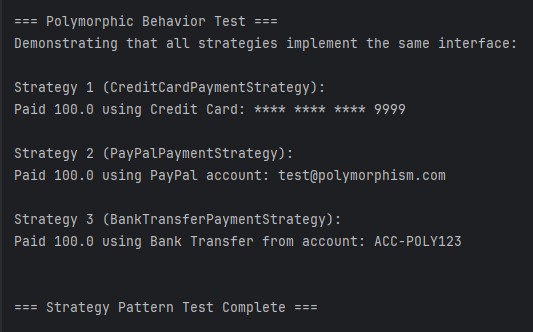 === Polymorphic Behavior Test ===
Demonstrating that all strategies implement the same interface:
Strategy 1 (CreditCardPaymentStrategy):
Paid 100.0 using Credit Card: **** **** **** 9999
Strategy 2 (PayPalPaymentStrategy):
Paid 100.0 using PayPal account: test@polymorphism.com
Strategy 3 (BankTransferPaymentStrategy):
Paid 100.0 using Bank Transfer from account: ACC-POLY123
=== Strategy Pattern Test Complete ===